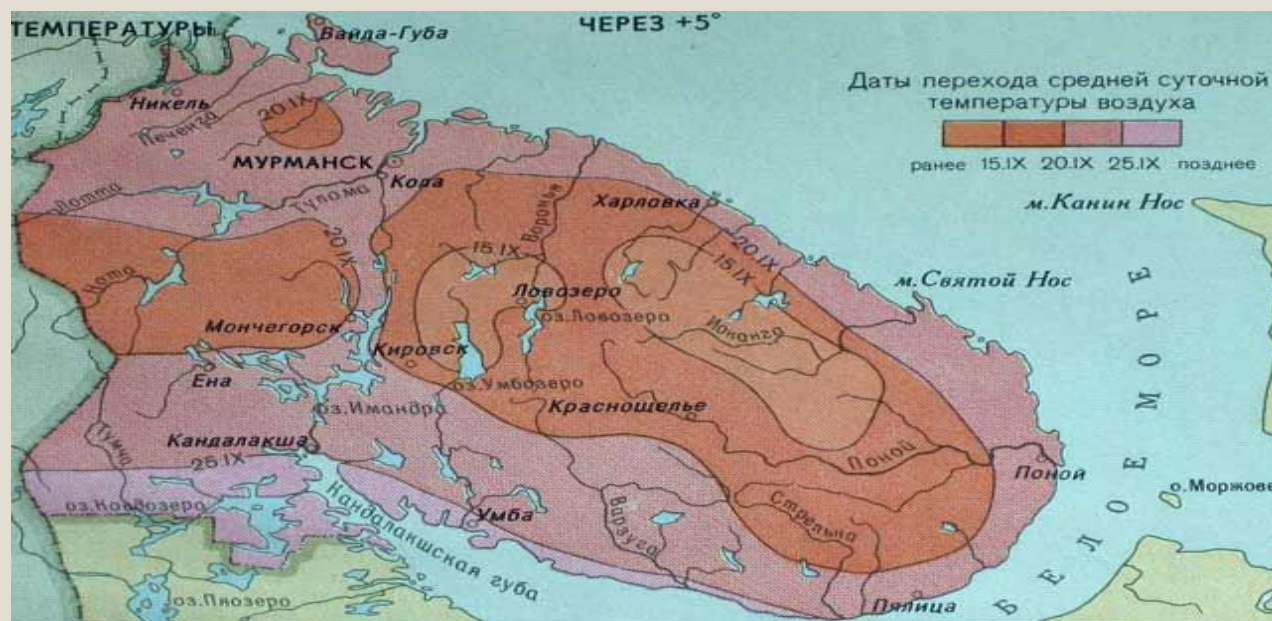 ТЕМПЕРАТУРЫ
ЧЕРЕЗ +5°
Вайда-Губа
Даты перехода средней суточной
температуры воздуха
ранее 15.IX 20.IX 25.IX позднее
Никель
Печенга
20.IX
МУРМАНСК
Кола
Лотта
Тулома
Харловка
м.Канин Нос
Воронья
20.IX
15.IX
20.IX
15.IX
м.Святой Нос
Нота
Ловозеро
оз.Ловозеро
Мончегорск
Иоканга
Кировск
Ена
оз.Умбозеро
оз.Имандра
Краснощелье
Кандалакша
25.IX
Тумча
Поной
Поной
оз.Ковдозеро
Стрельна
Умба
Варзуга
о.Моржове
Кандалакшская губа
оз.Пяозеро
Пялица
БЕЛОЕ МОРЕ